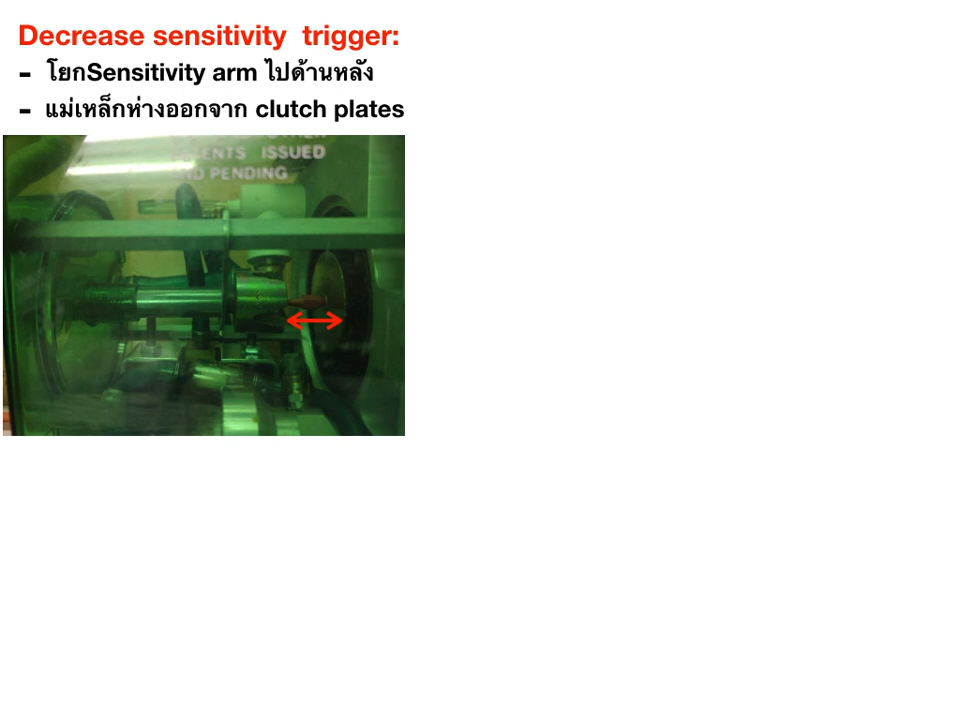 Decrease sensitivity trigger:
- โยกSensitivity arm ไปด้านหลัง
- แม่เหล็กห่างออกจาก clutch plates
PATENTS ISSUED
AND PENDING